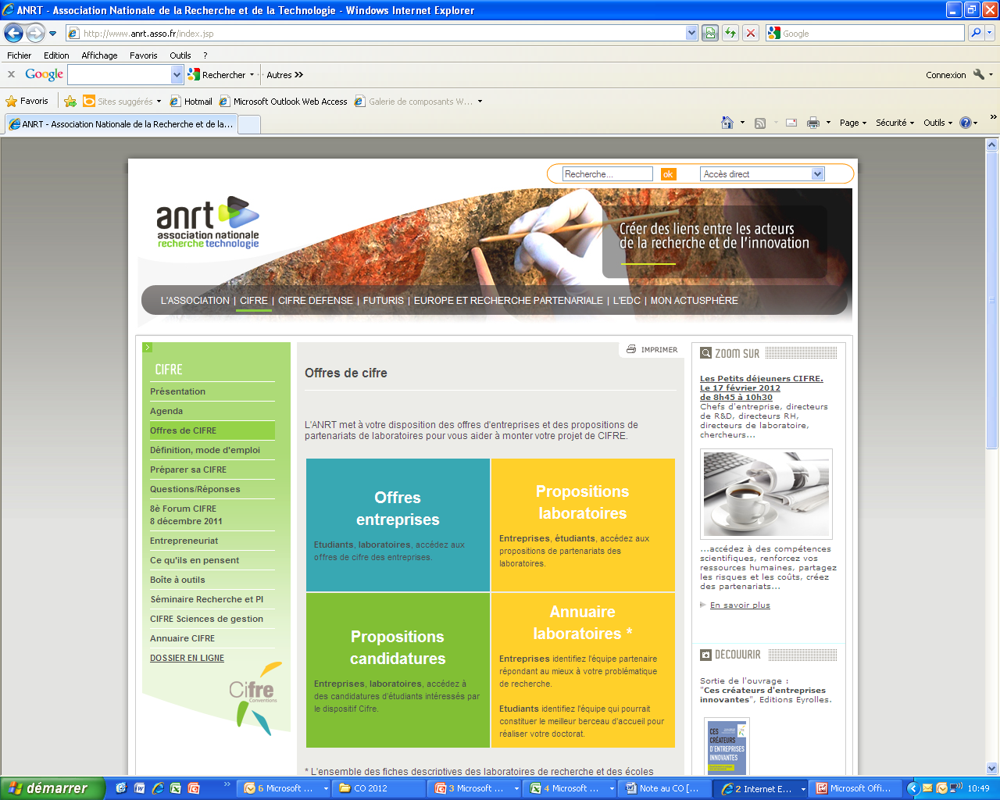 ANRT - Association Nationale de la Recherche et de la Technologie - Windows Internet Explorer
http://www.anrt.asso.fr/index.jsp
Google
Fichier Edition Affichage Favoris Outils ?
x Google Rechercher Autres Connexion
Favoris Sites suggérés Hotmail Microsoft Outlook Web Access Galerie de composants W...
ANRT - Association Nationale de la Recherche et de la... Page Sécurité Outils
Recherche... ok Accès direct
anrt
association nationale
recherche technologie
Créer des liens entre les acteurs
de la recherche et de l'innovation
L'ASSOCIATION | CIFRE | CIFRE DEFENSE | FUTURIS | EUROPE ET RECHERCHE PARTENARIALE | L'EDC | MON ACTUSPHÈRE
CIFRE
Présentation
Agenda
Offres de CIFRE
Définition, mode d'emploi
Préparer sa CIFRE
Questions/Réponses
8è Forum CIFRE
8 décembre 2011
Entrepreneuriat
Ce qu'ils en pensent
Boîte à outils
Séminaire Recherche et PI
CIFRE Sciences de gestion
Annuaire CIFRE
DOSSIER EN LIGNE
Cifre
Conventions
IMPRIMER
Offres de cifre
L'ANRT met à votre disposition des offres d'entreprises et des propositions de
partenariats de laboratoires pour vous aider à monter votre projet de CIFRE.
Offres
entreprises
Etudiants, laboratoires, accédez aux
offres de cifre des entreprises.
Propositions
laboratoires
Entreprises, étudiants, accédez aux
propositions de partenariats des
laboratoires.
Propositions
candidatures
Entreprises, laboratoires, accédez à
des candidatures d'étudiants intéressés par
le dispositif Cifre.
Annuaire
laboratoires *
Entreprises identifiez l'équipe partenaire
répondant au mieux à votre problématique
de recherche.
Etudiants identifiez l'équipe qui pourrait
constituer le meilleur berceau d'accueil pour
réaliser votre doctorat.
* L'ensemble des fiches descriptives des laboratoires de recherche et des écoles
ZOOM SUR
Les Petits déjeuners CIFRE.
Le 17 février 2012
de 8h45 à 10h30
Chefs d'entreprise, directeurs
de R&D, directeurs RH,
directeurs de laboratoire,
chercheurs...
...accédez à des compétences
scientifiques, renforcez vos
ressources humaines, partagez
les risques et les coûts, créez
des partenariats...
En savoir plus
DÉCOUVRIR
Sortie de l'ouvrage :
"Ces créateurs d'entreprises
innovantes", Editions Eyrolles.
CES
CRÉATEURS
D'ENTREPRISES
INNOVANTES
démarrer 6 Microsoft ... CO 2012 3 Microsoft ... 4 Microsoft ... Note au CO [... 2 Internet E... Microsoft Offi... 10:49